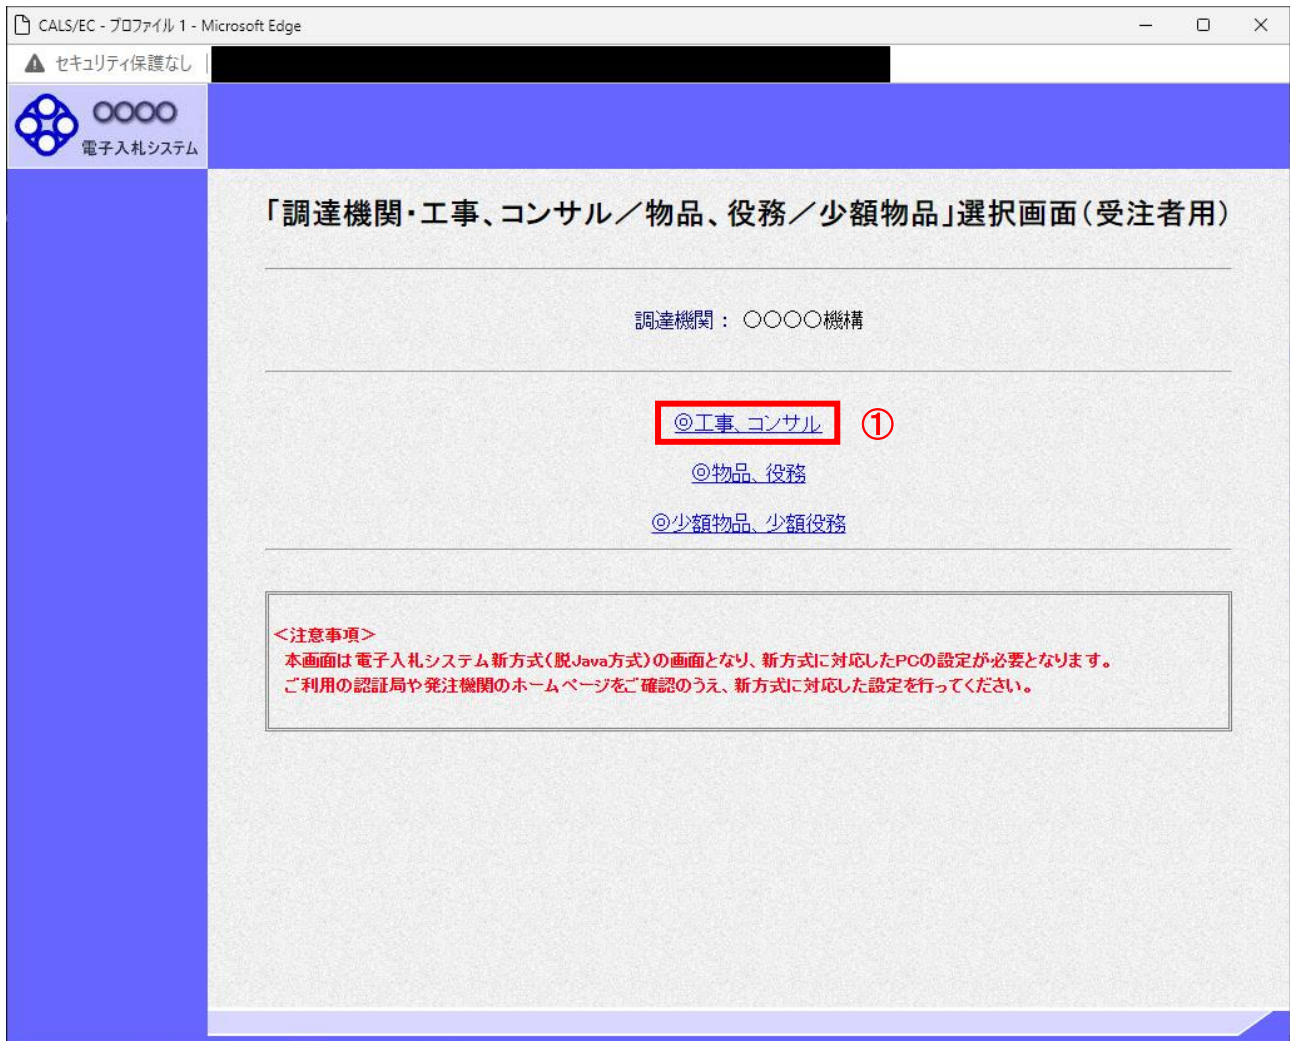 CALS/EC - プロファイル 1 - Microsoft Edge
セキュリティ保護なし
○○○○
電子入札システム
「調達機関・工事、コンサル／物品、役務／少額物品」選択画面（受注者用）
調達機関： ○○○○機構
◎工事、コンサル ①
◎物品、役務
◎少額物品、少額役務
＜注意事項＞
本画面は電子入札システム新方式（脱Java方式）の画面となり、新方式に対応したPCの設定が必要となります。
ご利用の認証局や発注機関のホームページをご確認のうえ、新方式に対応した設定を行ってください。